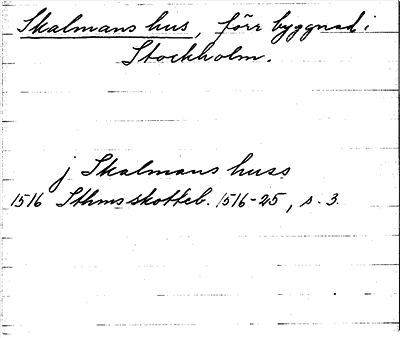 Skalmans hus, förr byggnad i
Stockholm.
j Skalmans huss
1516 Sthms skotteb. 1516-25, s. 3.